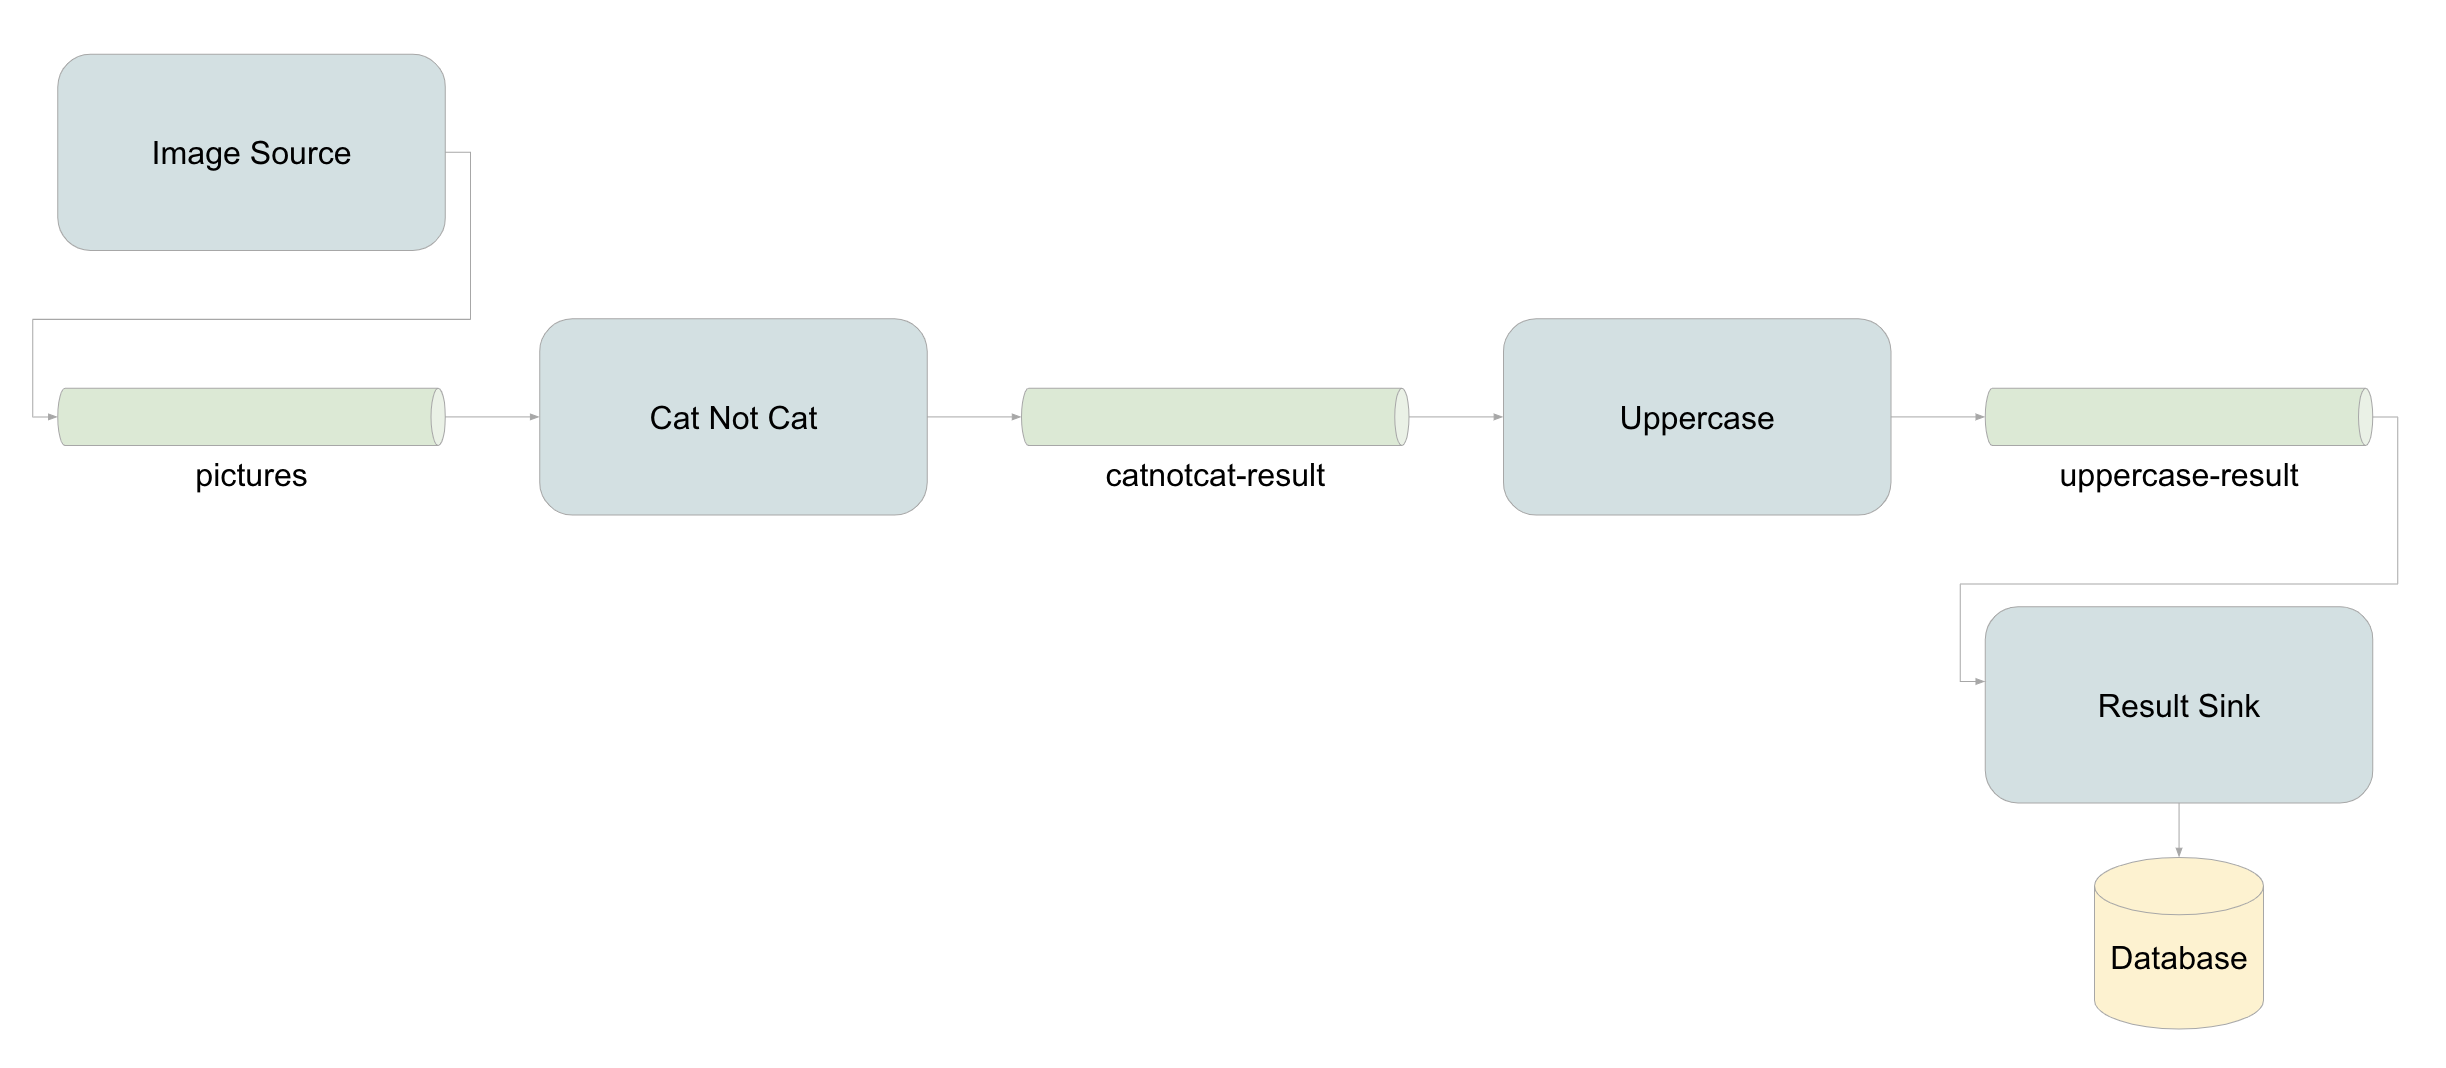 Image Source
pictures
Cat Not Cat
catnotcat-result
Uppercase
uppercase-result
Result Sink
Database